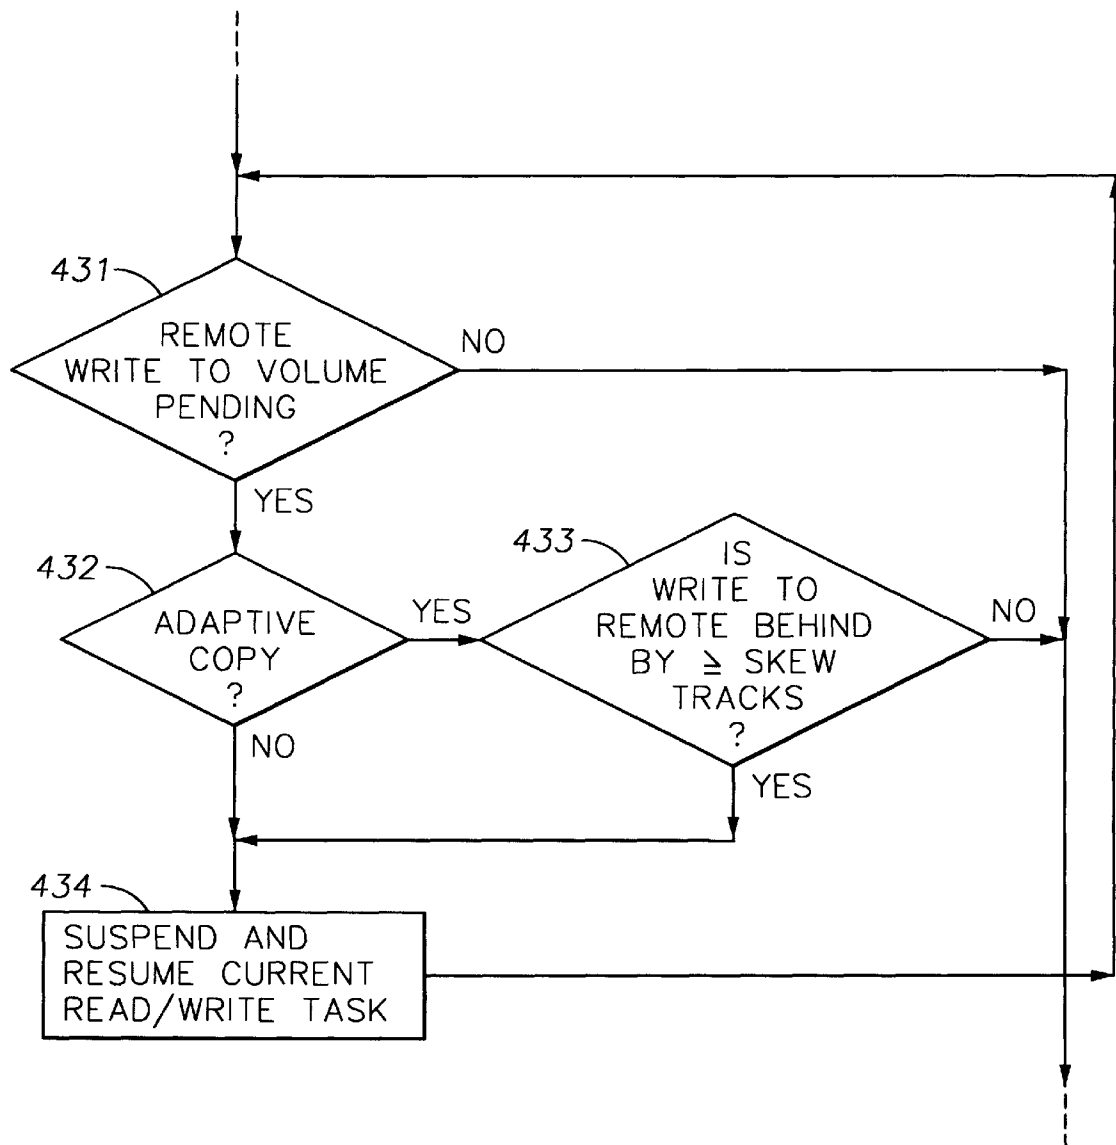 431
REMOTE
WRITE TO VOLUME
PENDING
?
NO
YES
432
ADAPTIVE
COPY
?
YES
NO
433
IS
WRITE TO
REMOTE BEHIND
BY ≥ SKEW
TRACKS
?
NO
YES
434
SUSPEND AND
RESUME CURRENT
READ/WRITE TASK